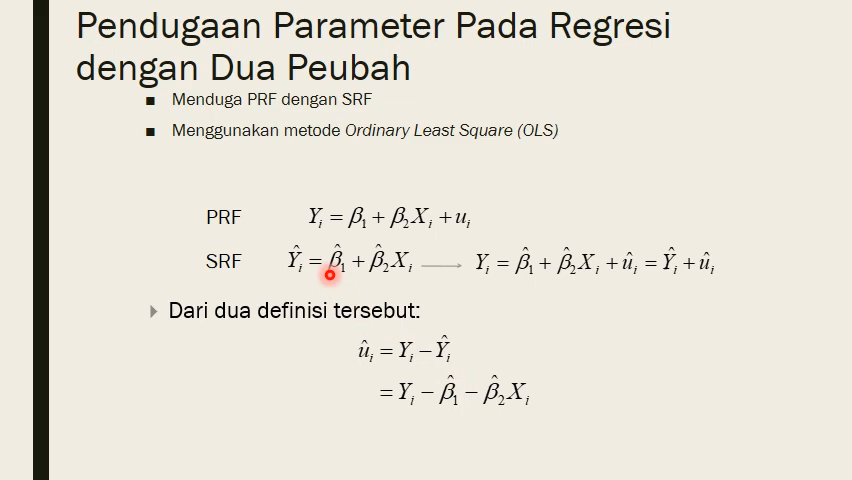 Pendugaan Parameter Pada Regresi
dengan Dua Peubah
■ Menduga PRF dengan SRF
■ Menggunakan metode Ordinary Least Square (OLS)
PRF Yᵢ = β₁ + β₂Xᵢ + uᵢ
SRF Ŷᵢ = β̂₁ + β̂₂Xᵢ ⟶ Yᵢ = β̂₁ + β̂₂Xᵢ + ûᵢ = Ŷᵢ + ûᵢ
Dari dua definisi tersebut:
ûᵢ = Yᵢ − Ŷᵢ
= Yᵢ − β̂₁ − β̂₂Xᵢ